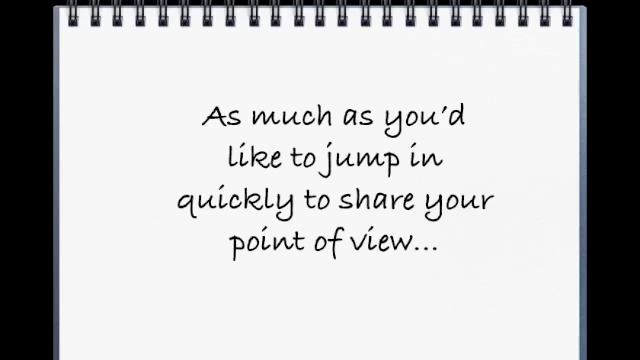 As much as you'd
like to jump in
quickly to share your
point of view...